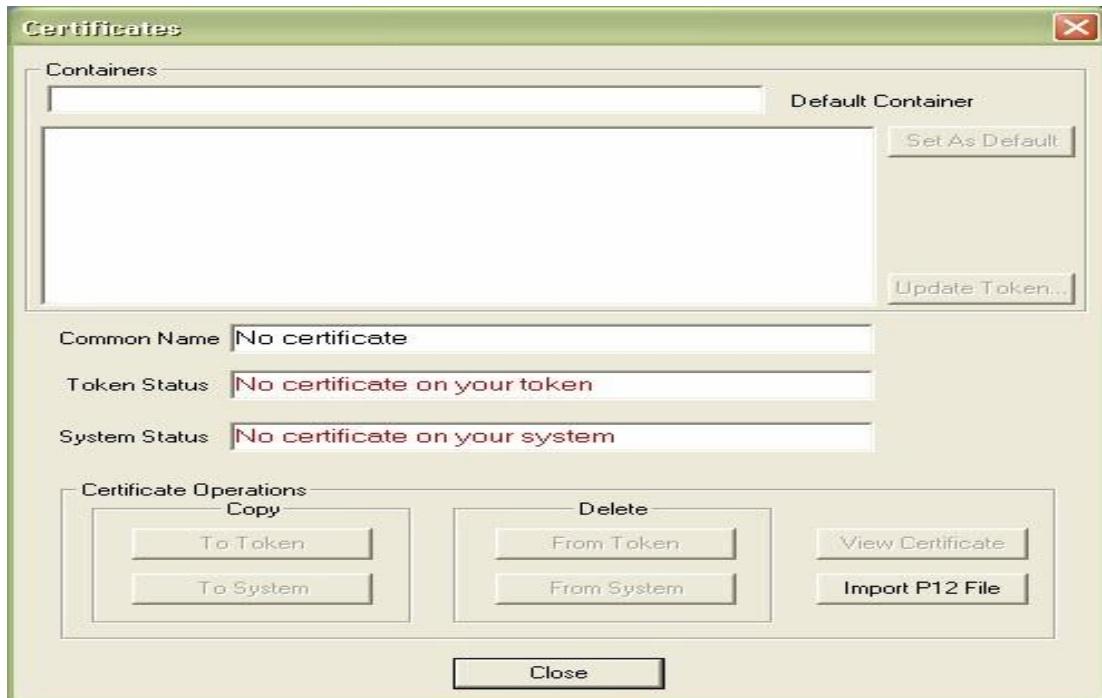 Certificates
Containers
Default Container
Set As Default
Update Token...
Common Name No certificate
Token Status No certificate on your token
System Status No certificate on your system
Certificate Operations
Copy
To Token
To System
Delete
From Token
From System
View Certificate
Import P12 File
Close